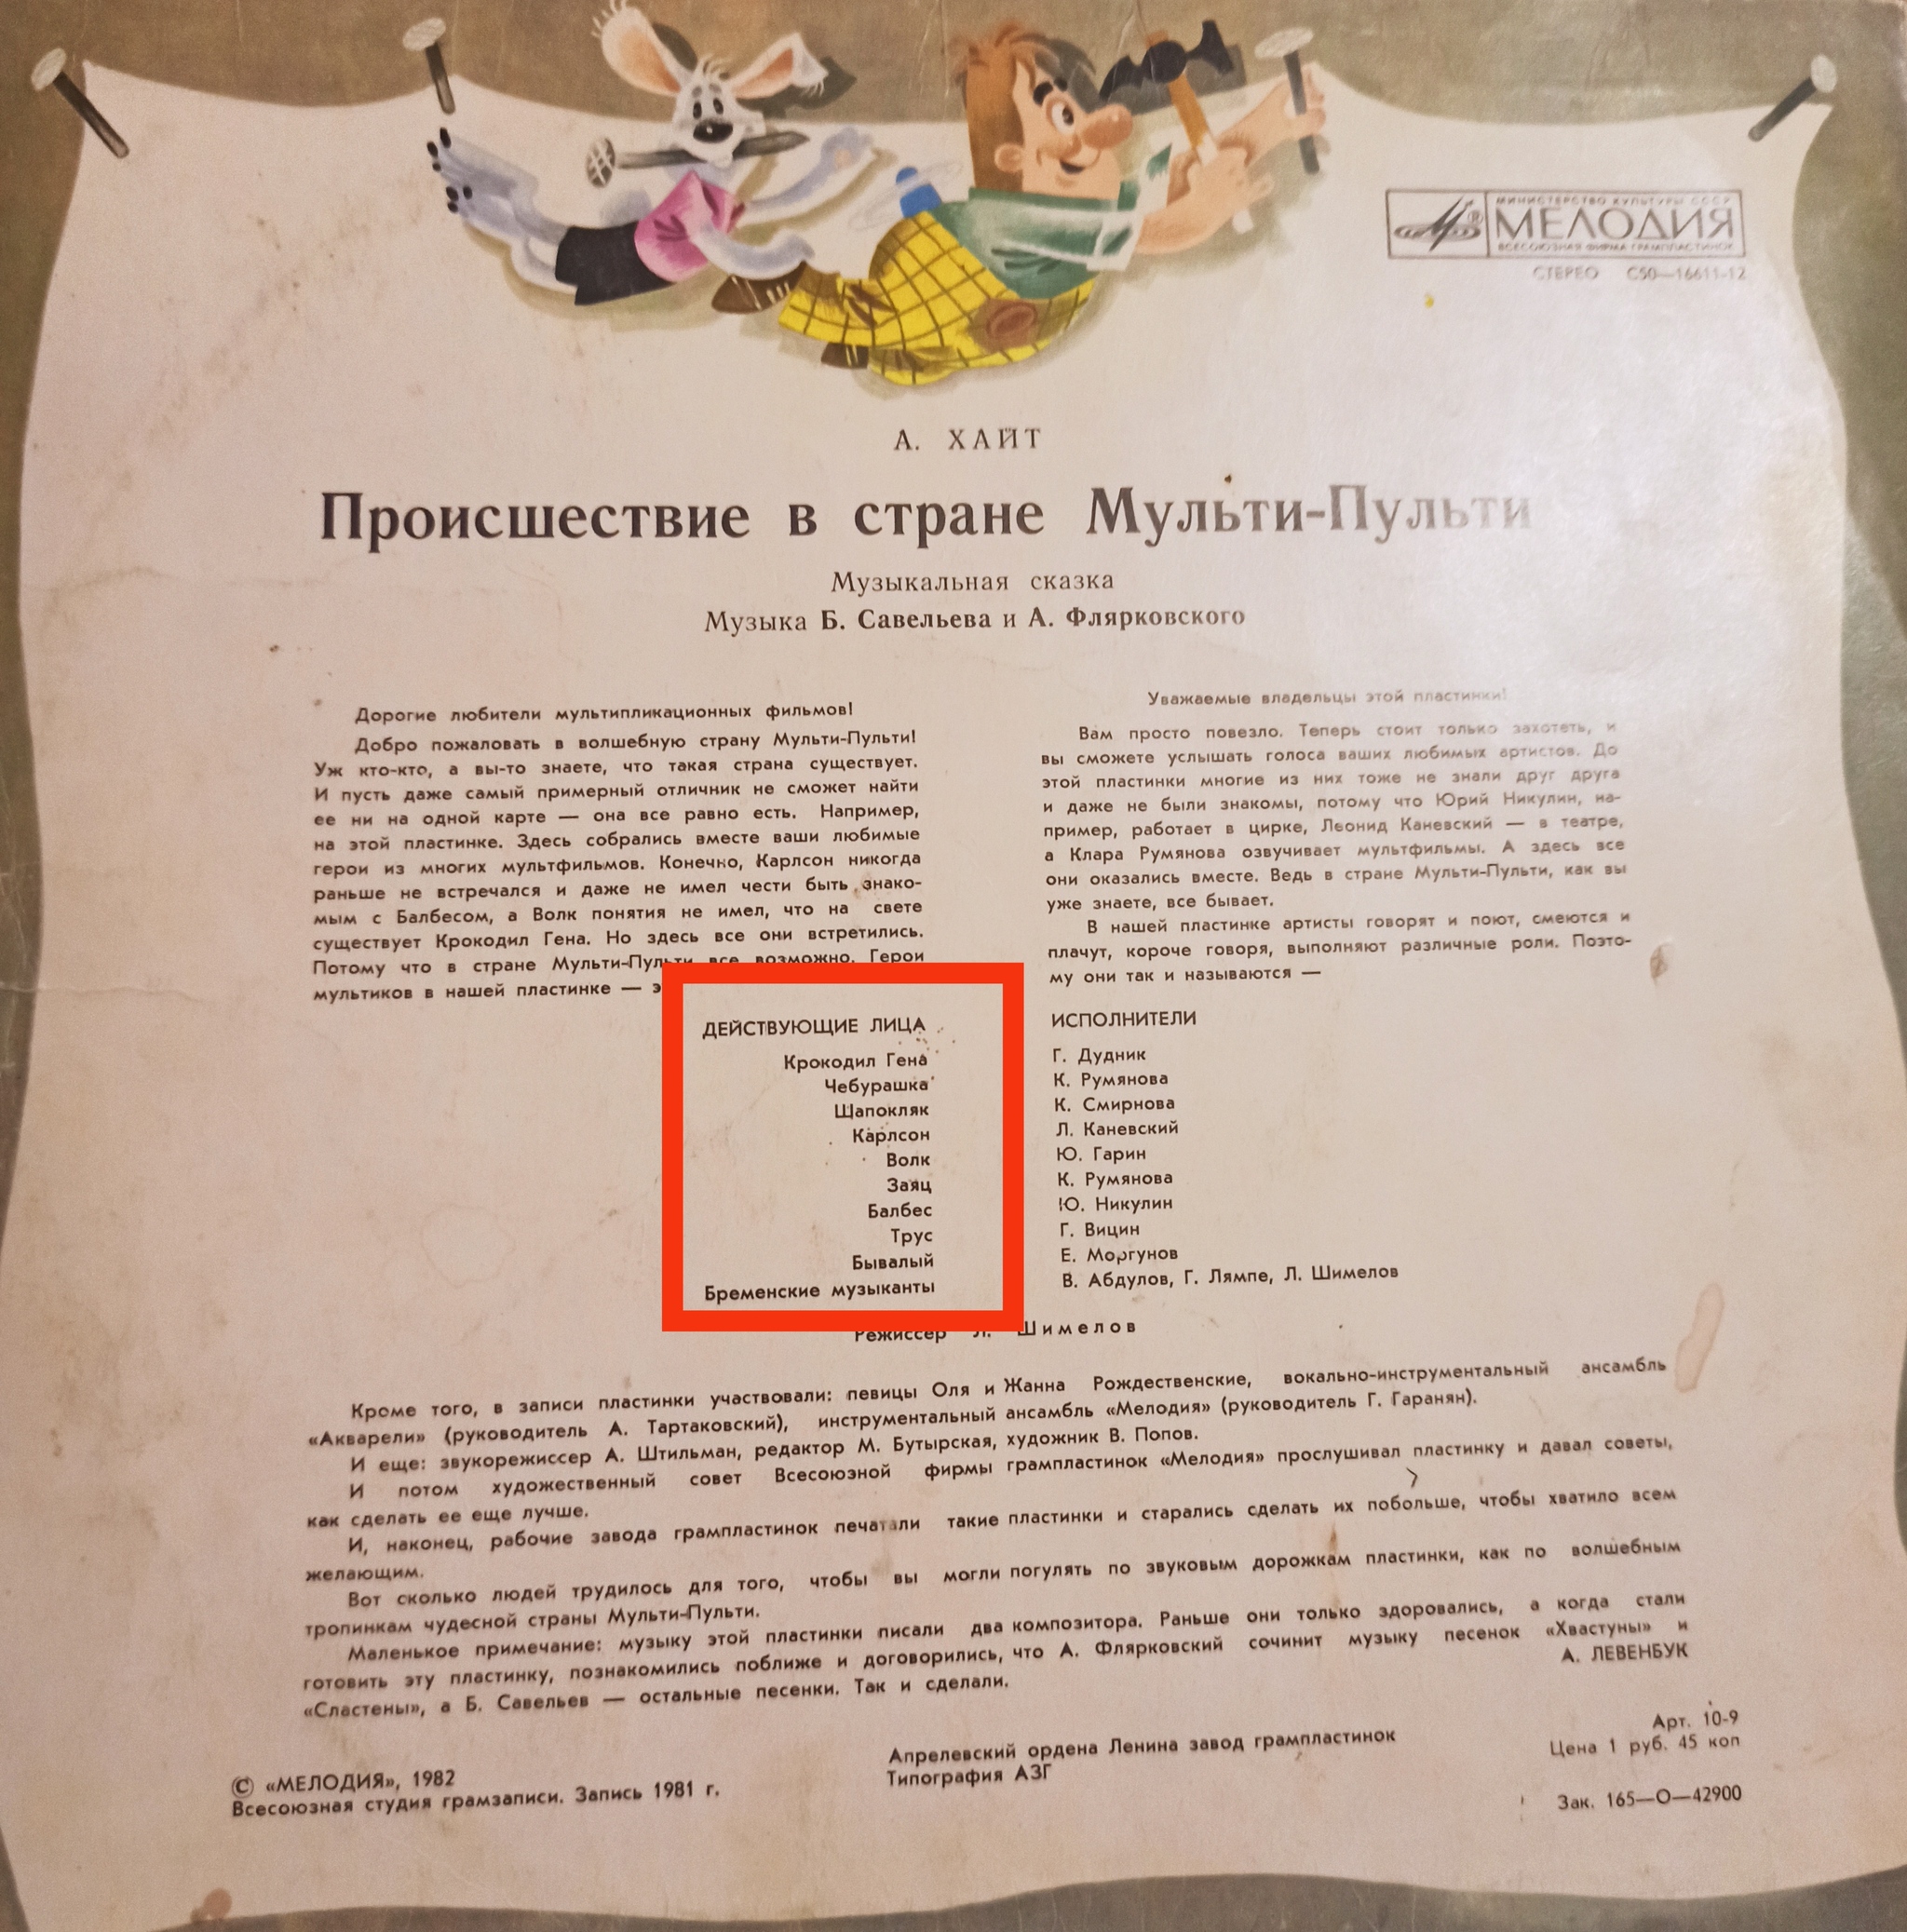 МИНИСТЕРСТВО КУЛЬТУРЫ СССР
МЕЛОДИЯ
ВСЕСОЮЗНАЯ ФИРМА ГРАМПЛАСТИНОК
СТЕРЕО С50—16611-12
А. ХАЙТ
Происшествие в стране Мульти-Пульти
Музыкальная сказка
Музыка Б. Савельева и А. Флярковского
Дорогие любители мультипликационных фильмов!
Добро пожаловать в волшебную страну Мульти-Пульти!
Уж кто-кто, а вы-то знаете, что такая страна существует.
И пусть даже самый примерный отличник не сможет найти
ее ни на одной карте — она все равно есть. Например,
на этой пластинке. Здесь собрались вместе ваши любимые
герои из многих мультфильмов. Конечно, Карлсон никогда
раньше не встречался и даже не имел чести быть знако-
мым с Балбесом, а Волк понятия не имел, что на свете
существует Крокодил Гена. Но здесь все они встретились.
Потому что в стране Мульти-Пульти все возможно. Герои
мультиков в нашей пластинке —
Уважаемые владельцы этой пластинки!
Вам просто повезло. Теперь стоит только захотеть, и
вы сможете услышать голоса ваших любимых артистов. До
этой пластинки многие из них тоже не знали друг друга
и даже не были знакомы, потому что Юрий Никулин, на-
пример, работает в цирке, Леонид Каневский — в театре,
а Клара Румянова озвучивает мультфильмы. А здесь все
они оказались вместе. Ведь в стране Мульти-Пульти, как вы
уже знаете, все бывает.
В нашей пластинке артисты говорят и поют, смеются и
плачут, короче говоря, выполняют различные роли. Поэто-
му они так и называются —
ДЕЙСТВУЮЩИЕ ЛИЦА ИСПОЛНИТЕЛИ
Крокодил Гена Г. Дудник
Чебурашка К. Румянова
Шапокляк К. Смирнова
Карлсон Л. Каневский
Волк Ю. Гарин
Заяц К. Румянова
Балбес Ю. Никулин
Трус Г. Вицин
Бывалый Е. Моргунов
Бременские музыканты В. Абдулов, Г. Лямпе, Л. Шимелов
Режиссер Л. Шимелов
Кроме того, в записи пластинки участвовали: певицы Оля и Жанна Рождественские, вокально-инструментальный ансамбль
«Акварели» (руководитель А. Тартаковский), инструментальный ансамбль «Мелодия» (руководитель Г. Гаранян).
И еще: звукорежиссер А. Штильман, редактор М. Бутырская, художник В. Попов.
И потом художественный совет Всесоюзной фирмы грампластинок «Мелодия» прослушивал пластинку и давал советы,
как сделать ее еще лучше.
И, наконец, рабочие завода грампластинок печатали такие пластинки и старались сделать их побольше, чтобы хватило всем
желающим.
Вот сколько людей трудилось для того, чтобы вы могли погулять по звуковым дорожкам пластинки, как по волшебным
тропинкам чудесной страны Мульти-Пульти.
Маленькое примечание: музыку этой пластинки писали два композитора. Раньше они только здоровались, а когда стали
готовить эту пластинку, познакомились поближе и договорились, что А. Флярковский сочинит музыку песенок «Хвастуны» и
«Сластены», а Б. Савельев — остальные песенки. Так и сделали.
А. ЛЕВЕНБУК
© «МЕЛОДИЯ», 1982
Всесоюзная студия грамзаписи. Запись 1981 г.
Апрелевский ордена Ленина завод грампластинок
Типография АЗГ
Арт. 10-9
Цена 1 руб. 45 коп
Зак. 165—О—42900